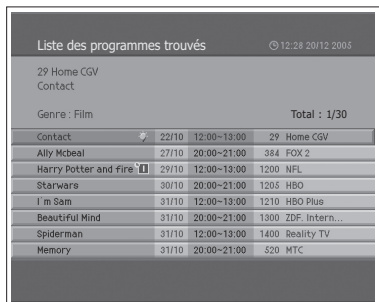 Liste des programmes trouvés 12:28 20/12 2005
29 Home CGV
Contact
Genre : Film Total : 1/30
Contact 22/10 12:00~13:00 29 Home CGV
Ally Mcbeal 27/10 20:00~21:00 384 FOX 2
Harry Potter and fire 29/10 12:00~13:00 1200 NFL
Starwars 30/10 20:00~21:00 1205 HBO
I'm Sam 31/10 12:00~13:00 1210 HBO Plus
Beautiful Mind 31/10 20:00~21:00 1300 ZDF. Intern...
Spiderman 31/10 12:00~13:00 1400 Reality TV
Memory 31/10 20:00~21:00 520 MTC